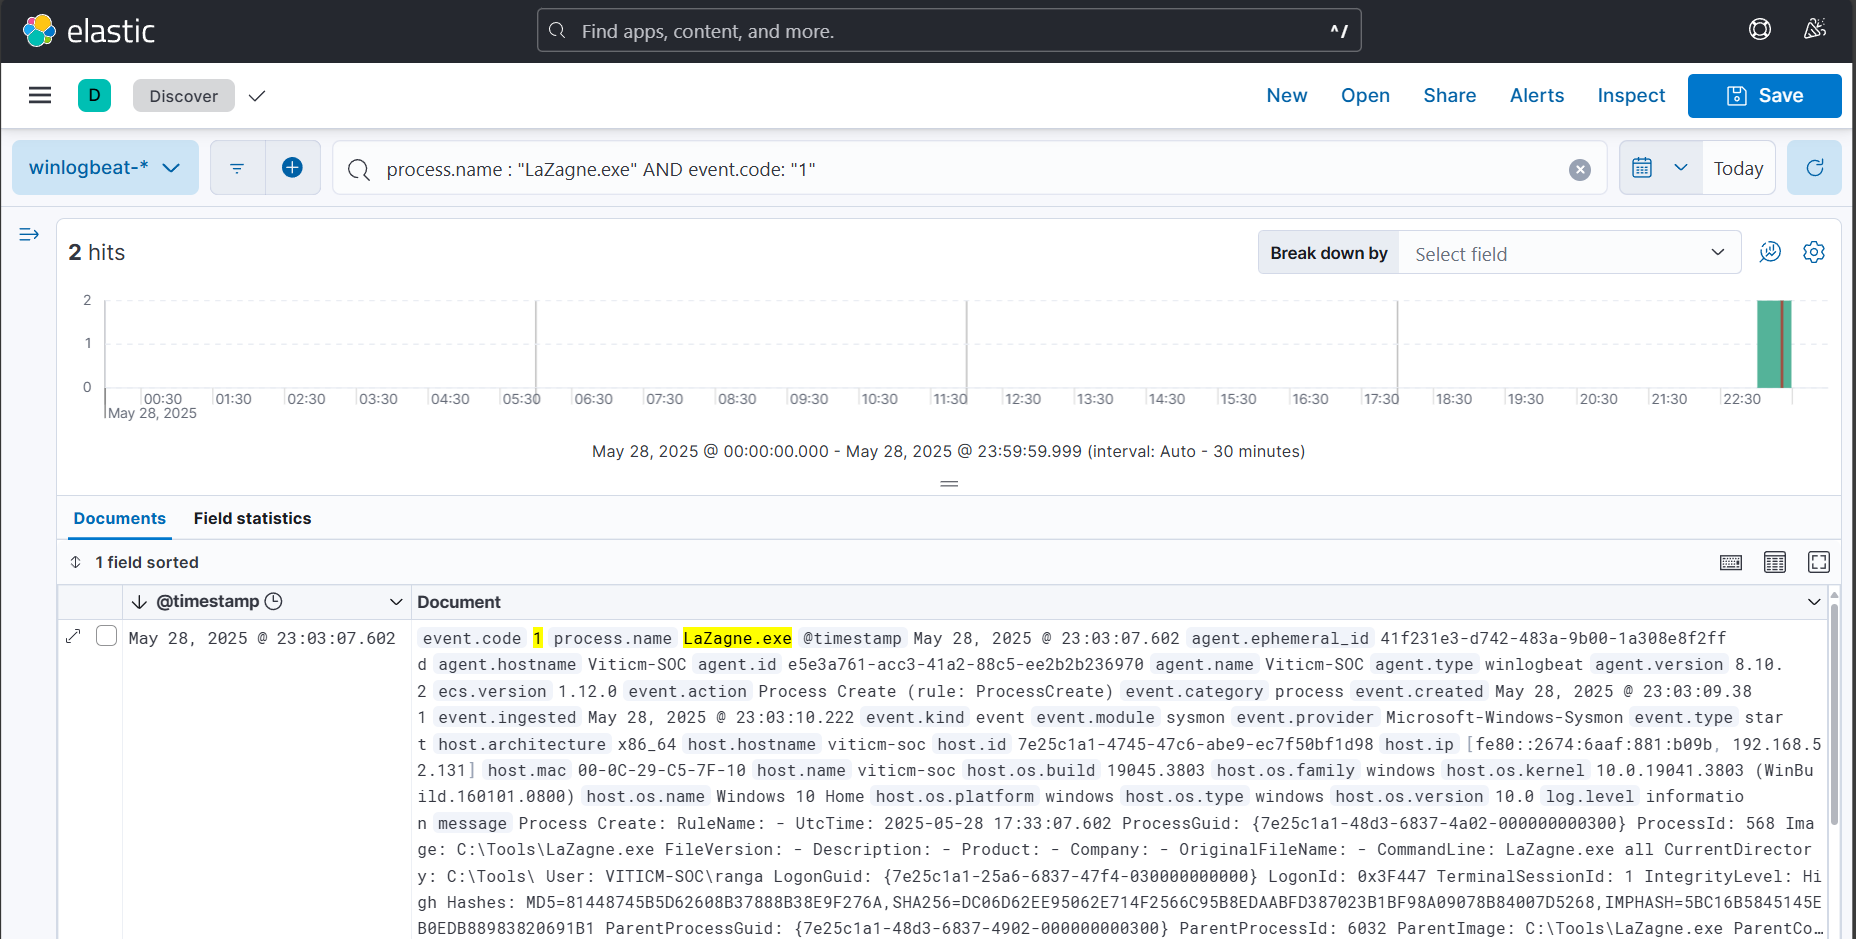 elastic
Find apps, content, and more.
^/
D
Discover
New
Open
Share
Alerts
Inspect
Save
winlogbeat-*
process.name : "LaZagne.exe" AND event.code: "1"
Today
2 hits
Break down by
Select field
2
1
0
00:30 01:30 02:30 03:30 04:30 05:30 06:30 07:30 08:30 09:30 10:30 11:30 12:30 13:30 14:30 15:30 16:30 17:30 18:30 19:30 20:30 21:30 22:30
May 28, 2025
May 28, 2025 @ 00:00:00.000 - May 28, 2025 @ 23:59:59.999 (interval: Auto - 30 minutes)
Documents
Field statistics
1 field sorted
@timestamp
Document
May 28, 2025 @ 23:03:07.602
event.code 1 process.name LaZagne.exe @timestamp May 28, 2025 @ 23:03:07.602 agent.ephemeral_id 41f231e3-d742-483a-9b00-1a308e8f2ff
d agent.hostname Viticm-SOC agent.id e5e3a761-acc3-41a2-88c5-ee2b2b236970 agent.name Viticm-SOC agent.type winlogbeat agent.version 8.10.
2 ecs.version 1.12.0 event.action Process Create (rule: ProcessCreate) event.category process event.created May 28, 2025 @ 23:03:09.38
1 event.ingested May 28, 2025 @ 23:03:10.222 event.kind event event.module sysmon event.provider Microsoft-Windows-Sysmon event.type star
t host.architecture x86_64 host.hostname viticm-soc host.id 7e25c1a1-4745-47c6-abe9-ec7f50bf1d98 host.ip [fe80::2674:6aaf:881:b09b, 192.168.5
2.131] host.mac 00-0C-29-C5-7F-10 host.name viticm-soc host.os.build 19045.3803 host.os.family windows host.os.kernel 10.0.19041.3803 (WinBu
ild.160101.0800) host.os.name Windows 10 Home host.os.platform windows host.os.type windows host.os.version 10.0 log.level informatio
n message Process Create: RuleName: - UtcTime: 2025-05-28 17:33:07.602 ProcessGuid: {7e25c1a1-48d3-6837-4a02-000000000300} ProcessId: 568 Ima
ge: C:\Tools\LaZagne.exe FileVersion: - Description: - Product: - Company: - OriginalFileName: - CommandLine: LaZagne.exe all CurrentDirector
y: C:\Tools\ User: VITICM-SOC\ranga LogonGuid: {7e25c1a1-25a6-6837-47f4-030000000000} LogonId: 0x3F447 TerminalSessionId: 1 IntegrityLevel: Hi
gh Hashes: MD5=81448745B5D62608B37888B38E9F276A,SHA256=DC06D62EE95062E714F2566C95B8EDAABFD387023B1BF98A09078B84007D5268,IMPHASH=5BC16B5845145E
B0EDB88983820691B1 ParentProcessGuid: {7e25c1a1-48d3-6837-4902-000000000300} ParentProcessId: 6032 ParentImage: C:\Tools\LaZagne.exe ParentCo…